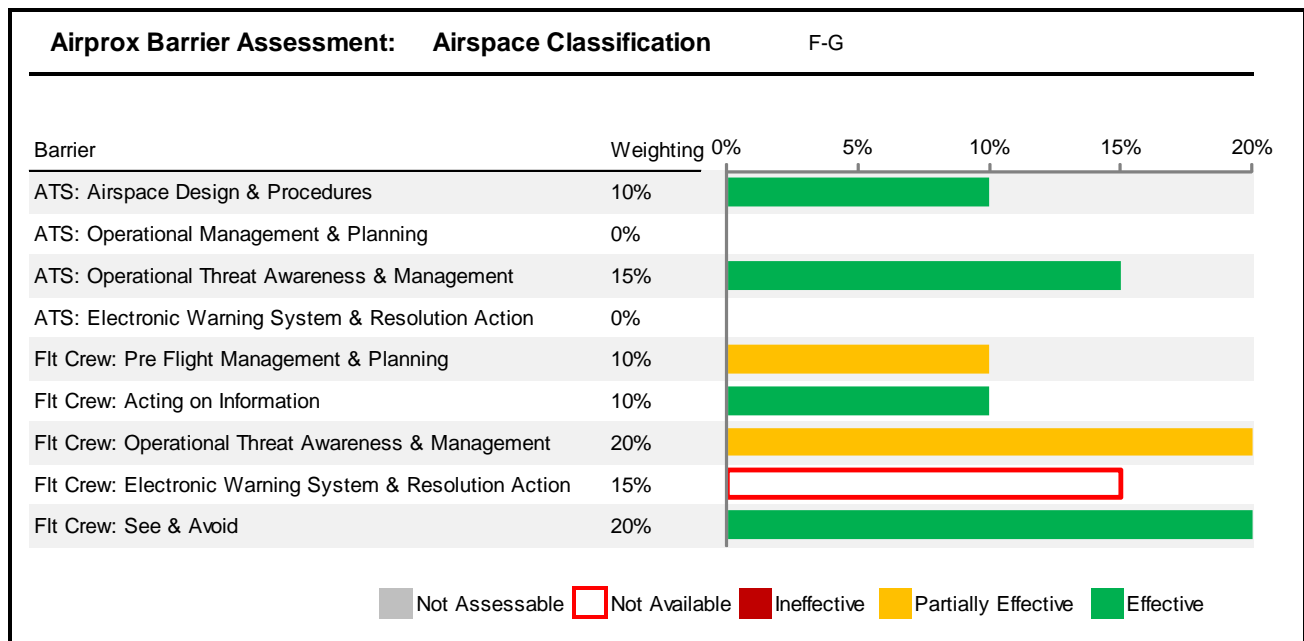 Airprox Barrier Assessment: Airspace Classification F-G
Barrier Weighting 0% 5% 10% 15% 20%
ATS: Airspace Design & Procedures 10%
ATS: Operational Management & Planning 0%
ATS: Operational Threat Awareness & Management 15%
ATS: Electronic Warning System & Resolution Action 0%
Flt Crew: Pre Flight Management & Planning 10%
Flt Crew: Acting on Information 10%
Flt Crew: Operational Threat Awareness & Management 20%
Flt Crew: Electronic Warning System & Resolution Action 15%
Flt Crew: See & Avoid 20%
Not Assessable Not Available Ineffective Partially Effective Effective